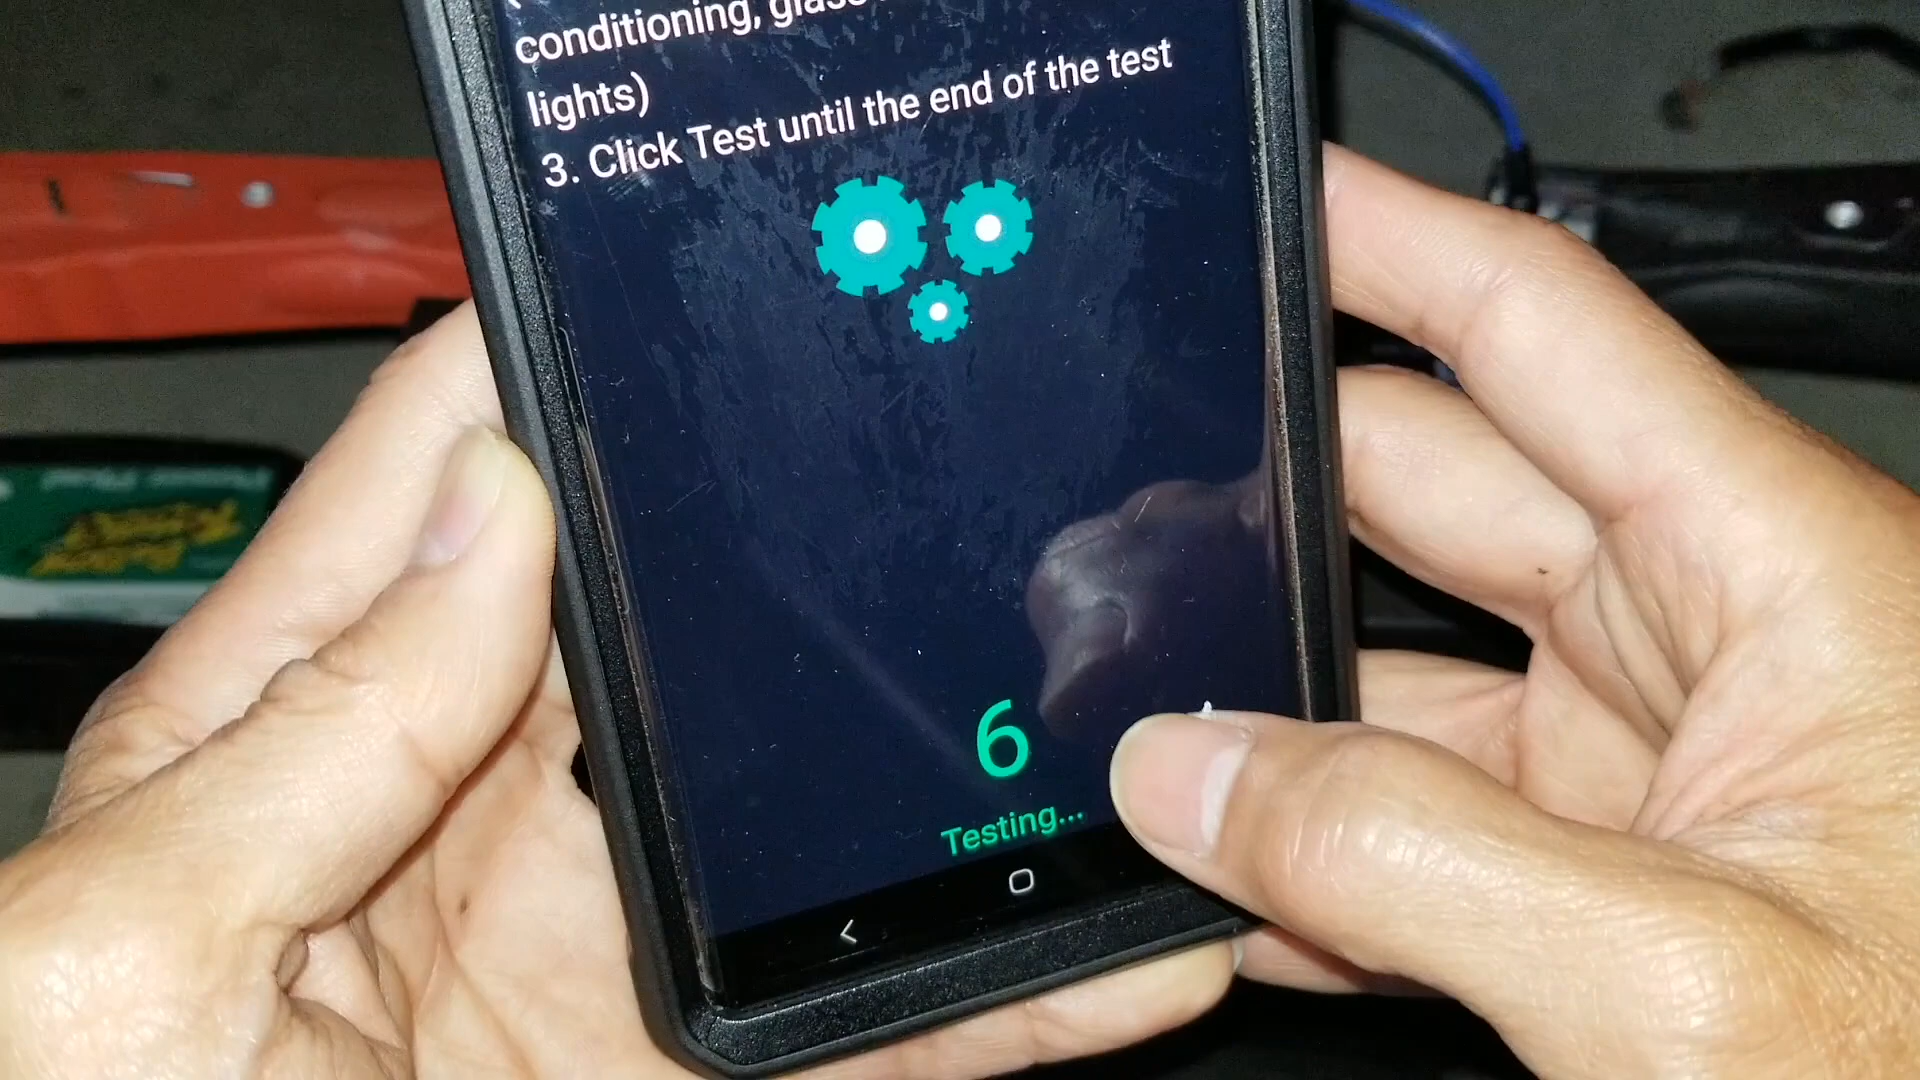 conditioning,
lights)
3. Click Test until the end of the test
6
Testing...